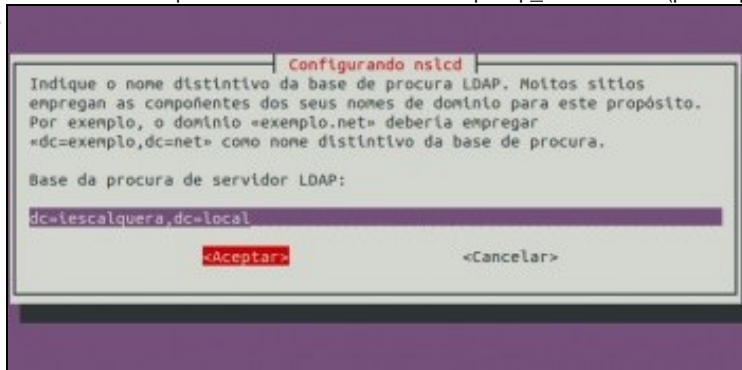 Configurando nslcd
Indique o nome distintivo da base de procura LDAP. Moitos sitios
empregan as compoñentes dos seus nomes de dominio para este propósito.
Por exemplo, o dominio «exemplo.net» debería empregar
«dc=exemplo,dc=net» como nome distintivo da base de procura.
Base da procura de servidor LDAP:
dc=iescalquera,dc=local
<Aceptar> <Cancelar>